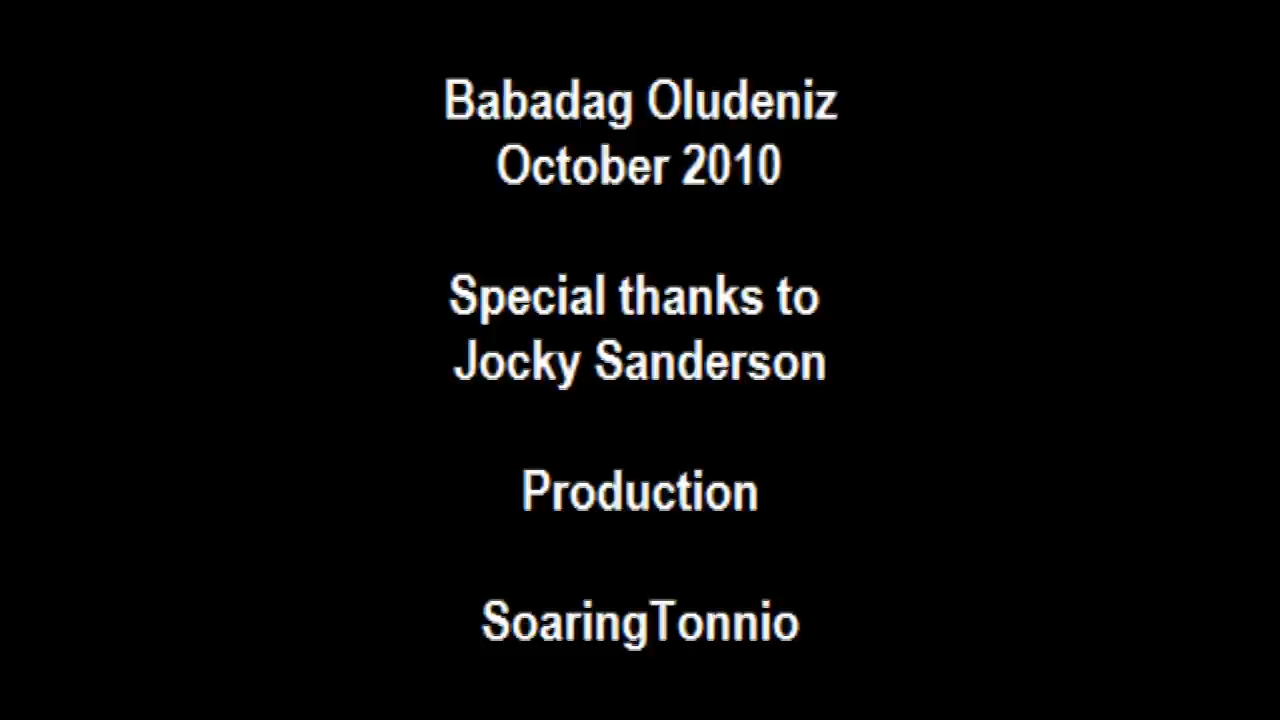 Babadag Oludeniz
October 2010
Special thanks to
Jocky Sanderson
Production
SoaringTonnio